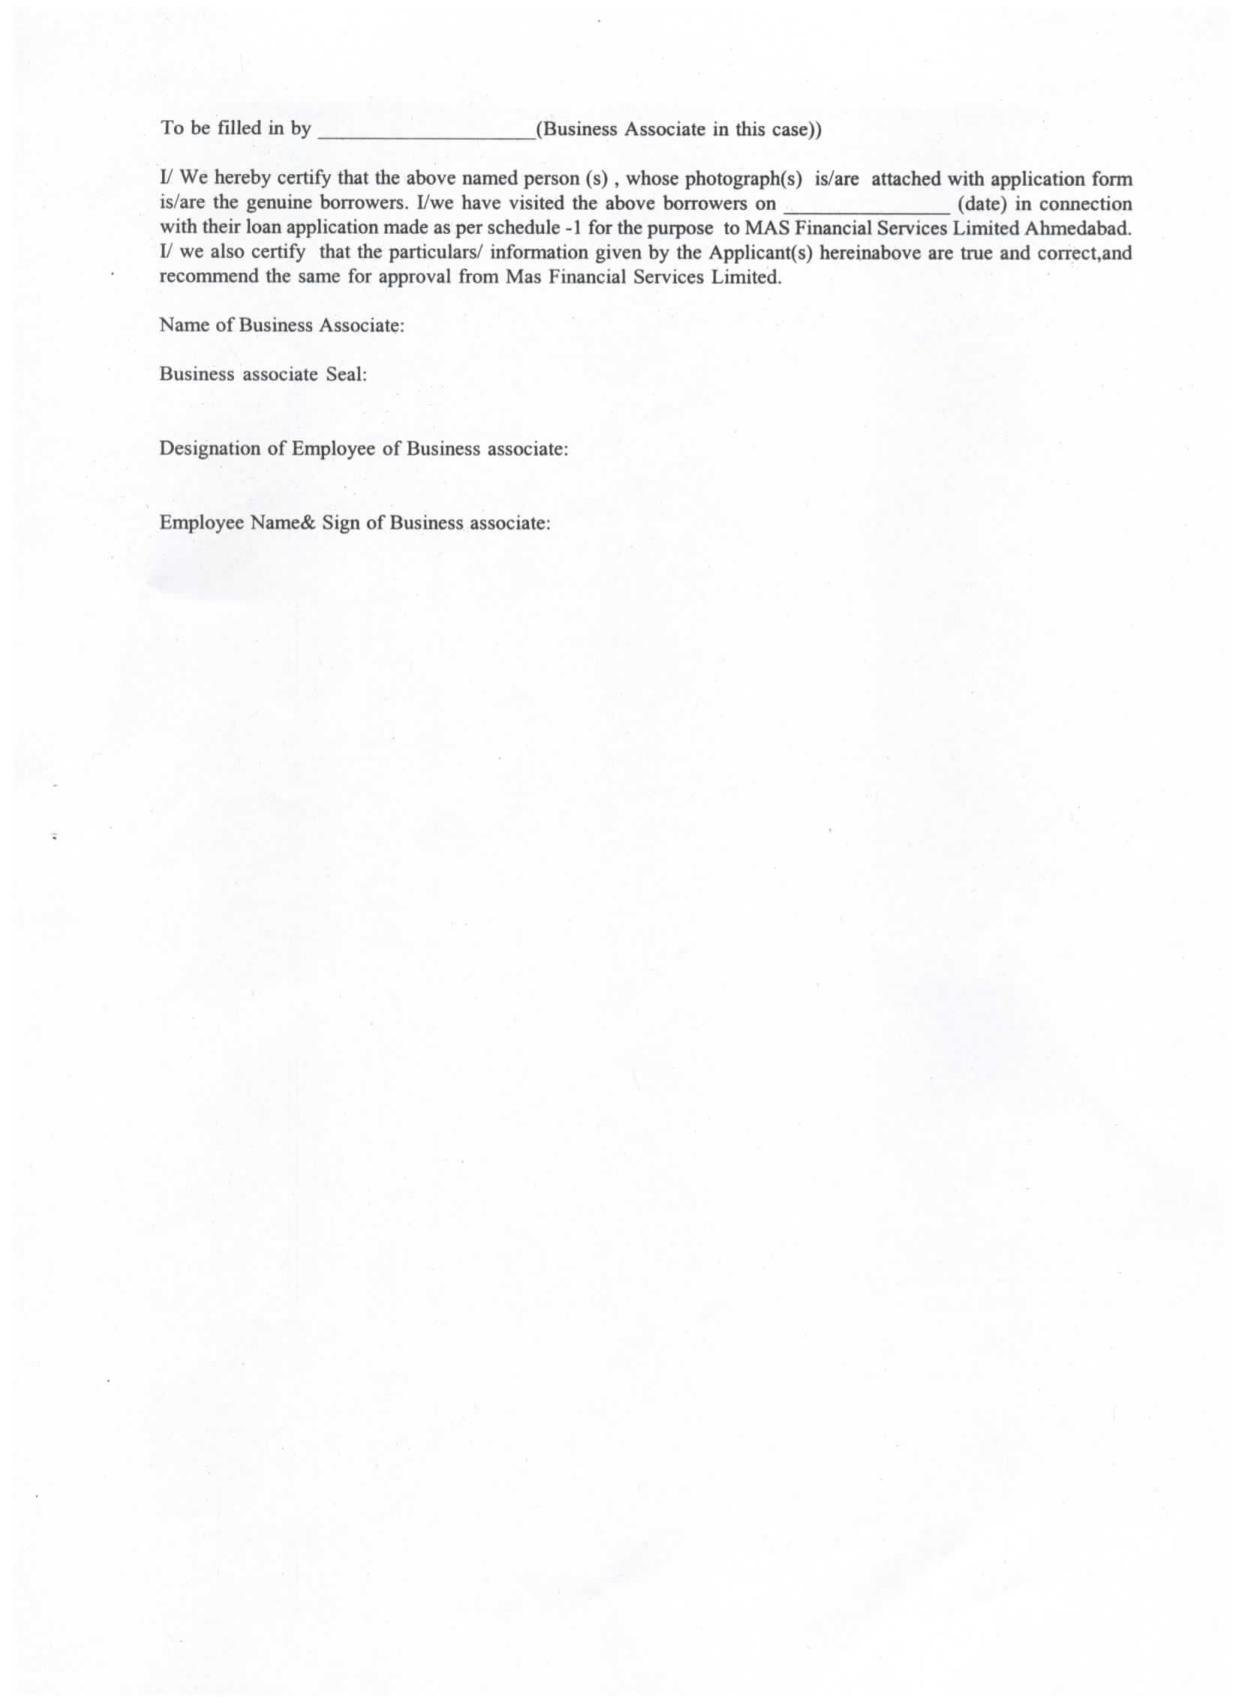 To be filled in by ____________________(Business Associate in this case))
I/ We hereby certify that the above named person (s) , whose photograph(s) is/are attached with application form
is/are the genuine borrowers. I/we have visited the above borrowers on _______________ (date) in connection
with their loan application made as per schedule -1 for the purpose to MAS Financial Services Limited Ahmedabad.
I/ we also certify that the particulars/ information given by the Applicant(s) hereinabove are true and correct,and
recommend the same for approval from Mas Financial Services Limited.
Name of Business Associate:
Business associate Seal:
Designation of Employee of Business associate:
Employee Name& Sign of Business associate: